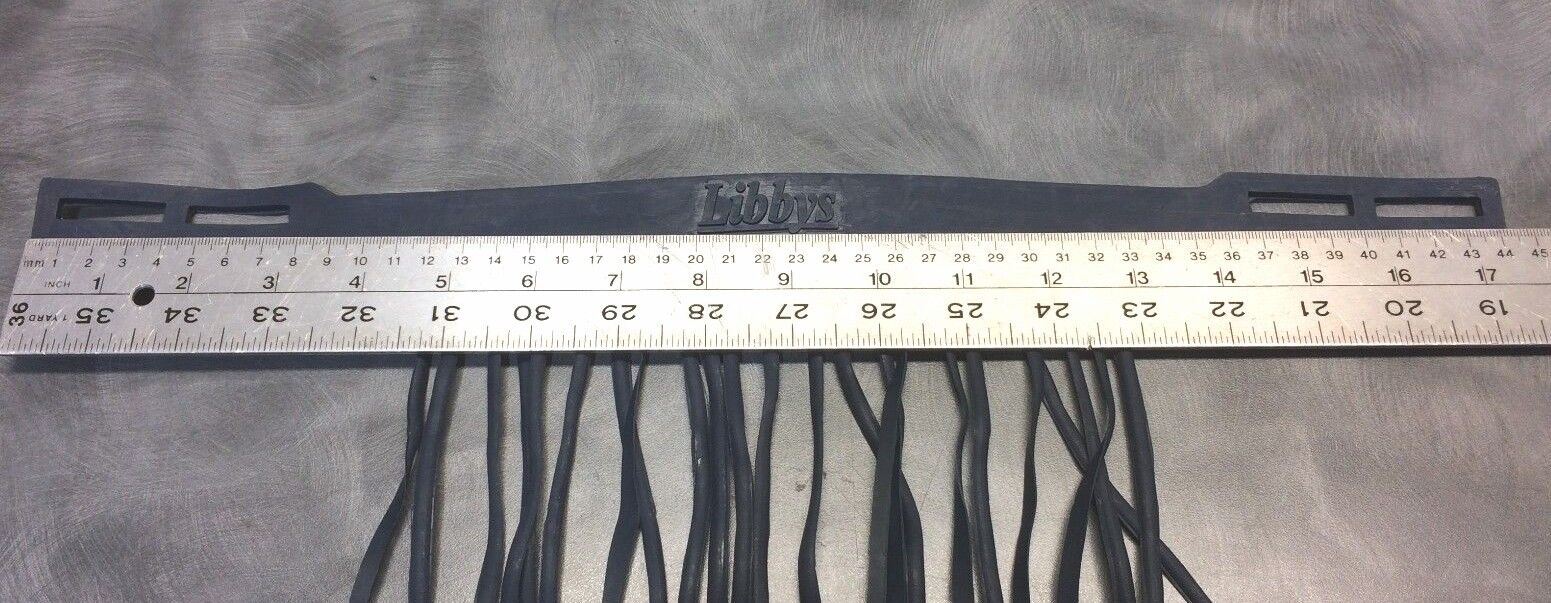 Libbys
mm 1 2 3 4 5 6 7 8 9 10 11 12 13 14 15 16 17 18 19 20 21 22 23 24 25 26 27 28 29 30 31 32 33 34 35 36 37 38 39 40 41 42 43 44 45
INCH 1 2 3 4 5 6 7 8 9 10 11 12 13 14 15 16 17
36 1 YARD 35 34 33 32 31 30 29 28 27 26 25 24 23 22 21 20 19